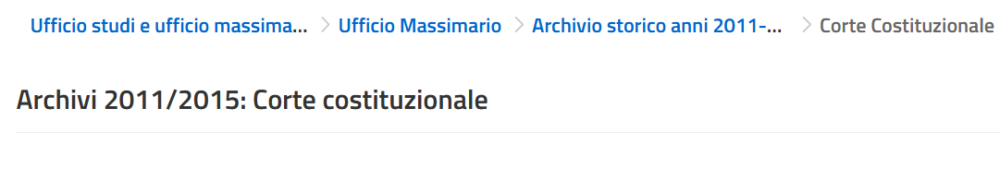 Ufficio studi e ufficio massima... > Ufficio Massimario > Archivio storico anni 2011-... > Corte Costituzionale
Archivi 2011/2015: Corte costituzionale